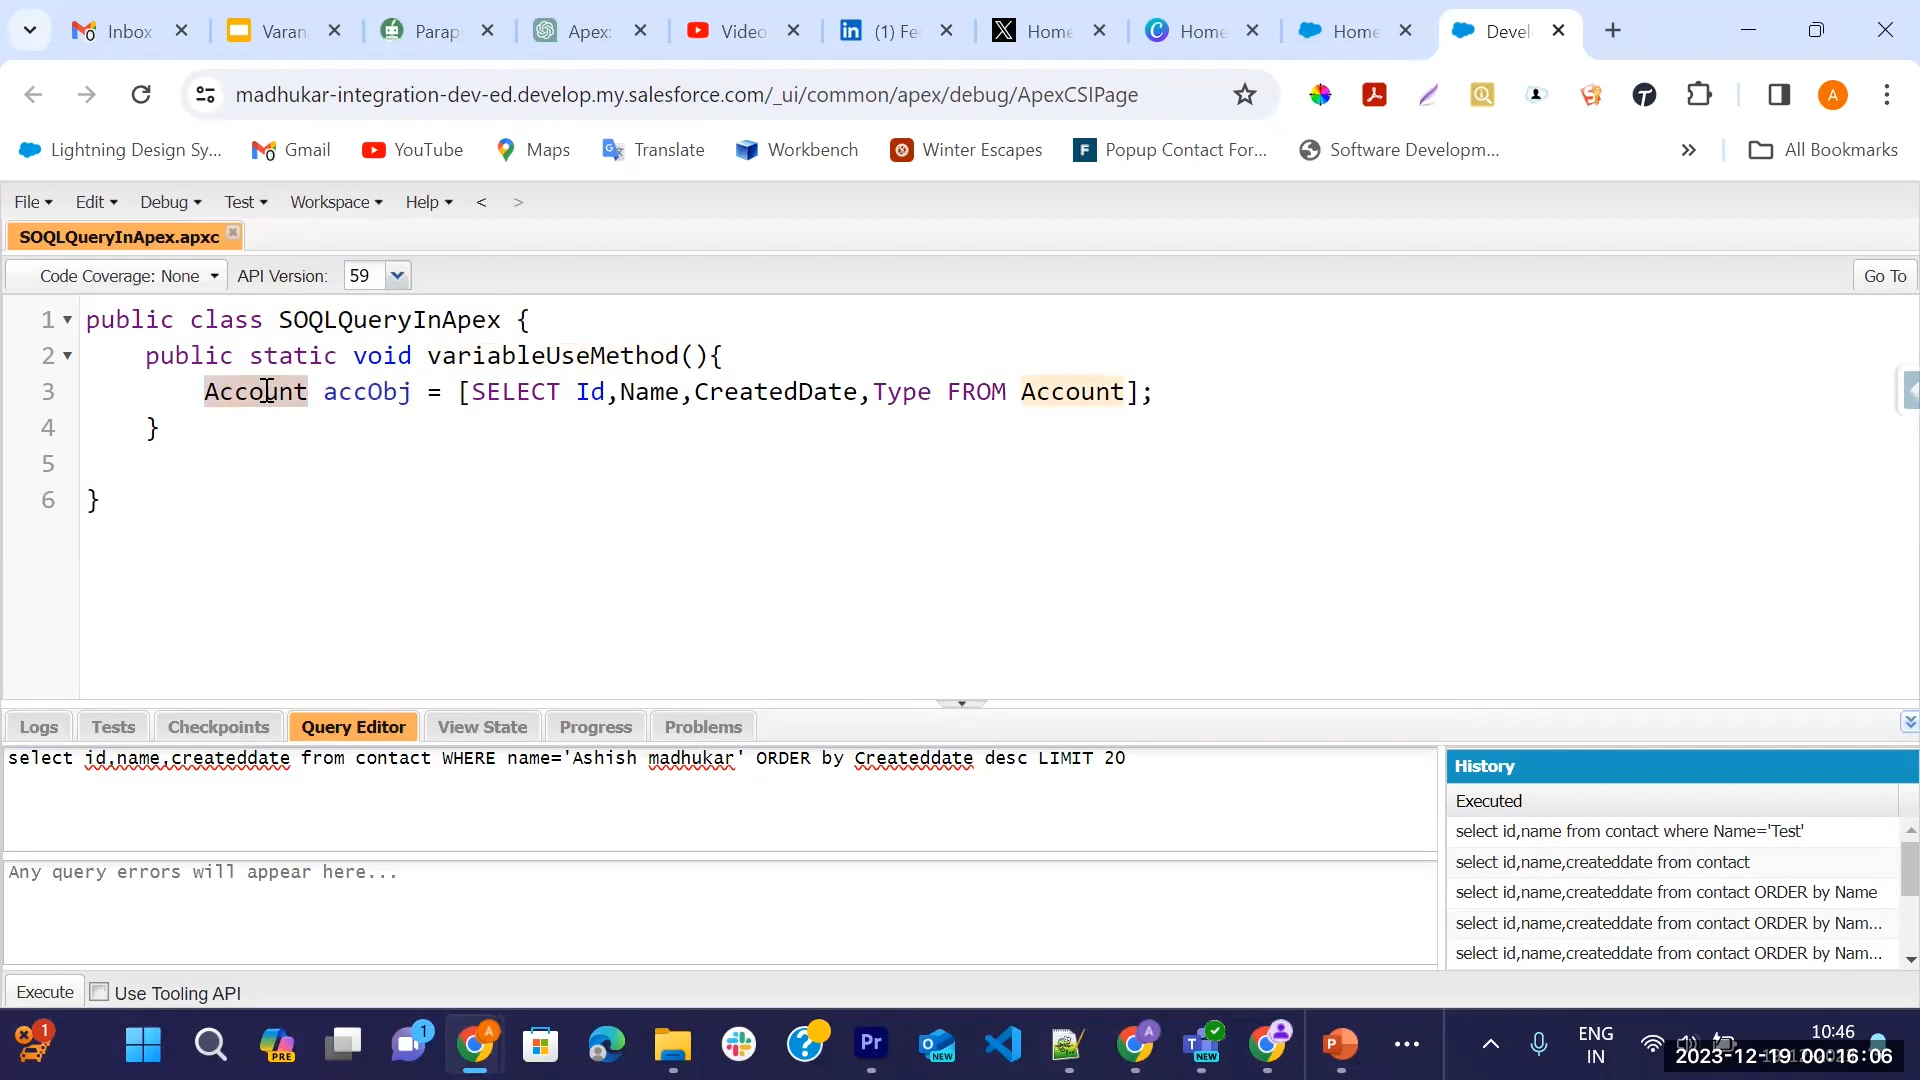 Inbox
Varan
Parap
Apex:
Video
(1) Fe
Home
Home
Home
Devel
madhukar-integration-dev-ed.develop.my.salesforce.com/_ui/common/apex/debug/ApexCSIPage
A
Lightning Design Sy...
Gmail
YouTube
Maps
Translate
Workbench
Winter Escapes
Popup Contact For...
Software Developm...
All Bookmarks
File Edit Debug Test Workspace Help < >
SOQLQueryInApex.apxc
Code Coverage: None API Version: 59 Go To
1 public class SOQLQueryInApex {
2 public static void variableUseMethod(){
3 Account accObj = [SELECT Id,Name,CreatedDate,Type FROM Account];
4 }
5
6 }
Logs Tests Checkpoints Query Editor View State Progress Problems
select id,name,createddate from contact WHERE name='Ashish madhukar' ORDER by Createddate desc LIMIT 20
Any query errors will appear here...
History
Executed
select id,name from contact where Name='Test'
select id,name,createddate from contact
select id,name,createddate from contact ORDER by Name
select id,name,createddate from contact ORDER by Nam...
select id,name,createddate from contact ORDER by Nam...
Execute Use Tooling API
ENG
IN
10:46
2023-12-19 00:16:06